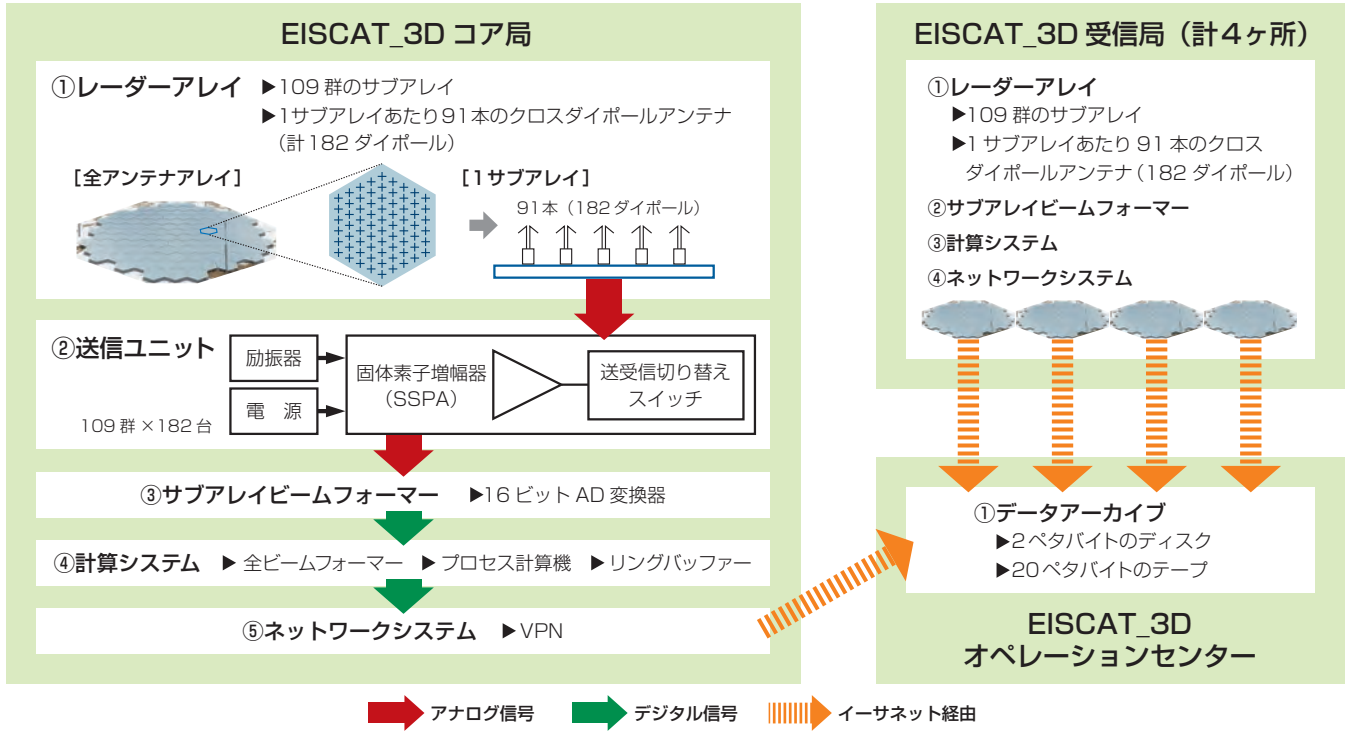 EISCAT_3D コア局
①レーダーアレイ ▶109 群のサブアレイ
▶1サブアレイあたり91本のクロスダイポールアンテナ
（計182 ダイポール）
［全アンテナアレイ］
［1サブアレイ］
91本（182ダイポール）
②送信ユニット
109 群 ×182 台
励振器
電　源
固体素子増幅器
（SSPA）
送受信切り替え
スイッチ
③サブアレイビームフォーマー ▶16 ビット AD 変換器
④計算システム ▶ 全ビームフォーマー ▶ プロセス計算機 ▶ リングバッファー
⑤ネットワークシステム ▶VPN
EISCAT_3D 受信局（計4ヶ所）
①レーダーアレイ
▶109 群のサブアレイ
▶1 サブアレイあたり 91 本のクロス
ダイポールアンテナ（182 ダイポール）
②サブアレイビームフォーマー
③計算システム
④ネットワークシステム
①データアーカイブ
▶2ペタバイトのディスク
▶20ペタバイトのテープ
EISCAT_3D
オペレーションセンター
アナログ信号 デジタル信号 イーサネット経由